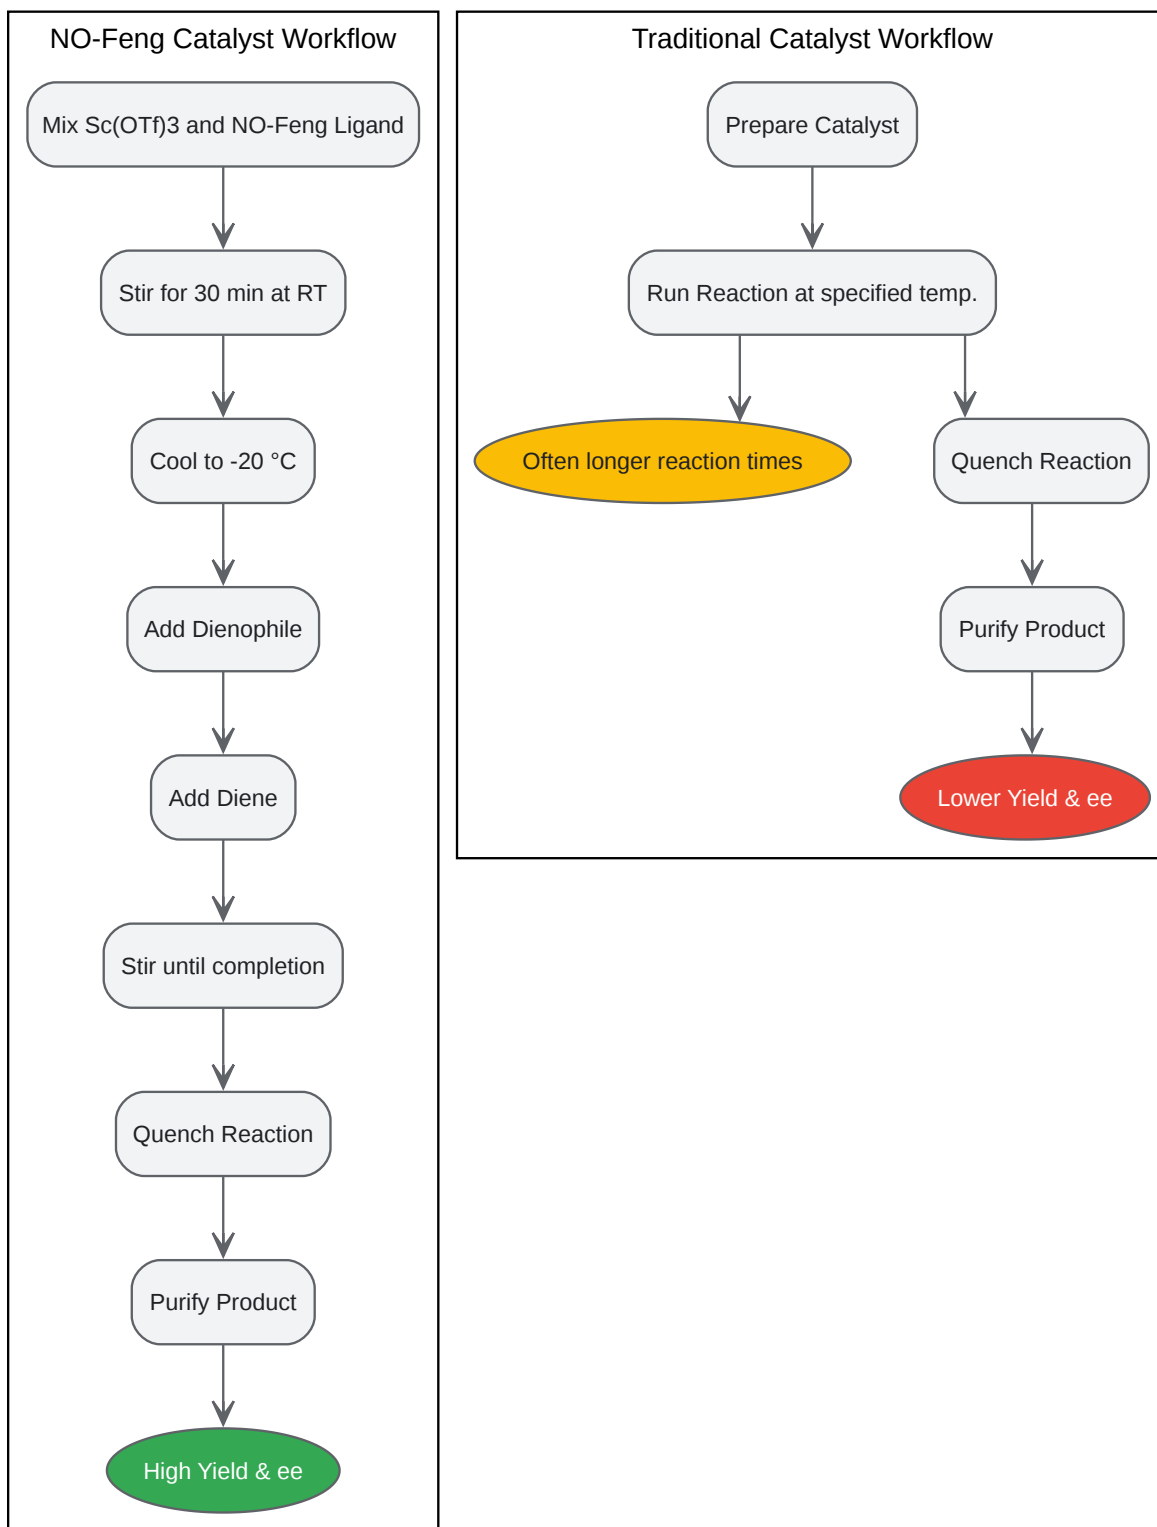 NO-Feng Catalyst Workflow
Mix Sc(OTf)3 and NO-Feng Ligand
Stir for 30 min at RT
Cool to -20 °C
Add Dienophile
Add Diene
Stir until completion
Quench Reaction
Purify Product
High Yield & ee
Traditional Catalyst Workflow
Prepare Catalyst
Run Reaction at specified temp.
Often longer reaction times
Quench Reaction
Purify Product
Lower Yield & ee